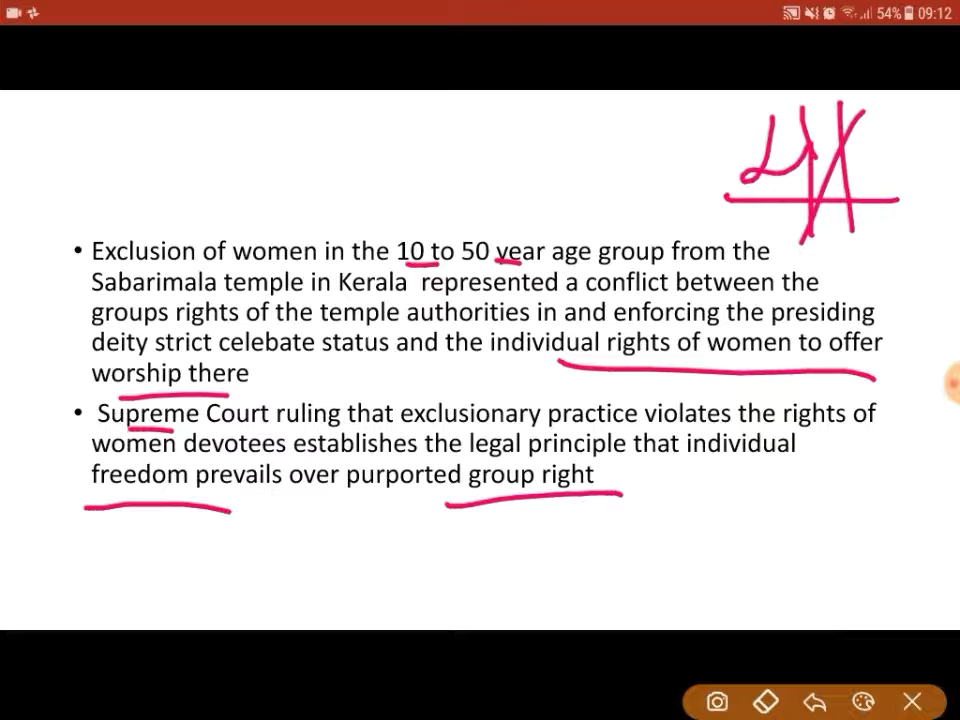 54% 09:12
• Exclusion of women in the 10 to 50 year age group from the
Sabarimala temple in Kerala represented a conflict between the
groups rights of the temple authorities in and enforcing the presiding
deity strict celebate status and the individual rights of women to offer
worship there
• Supreme Court ruling that exclusionary practice violates the rights of
women devotees establishes the legal principle that individual
freedom prevails over purported group right